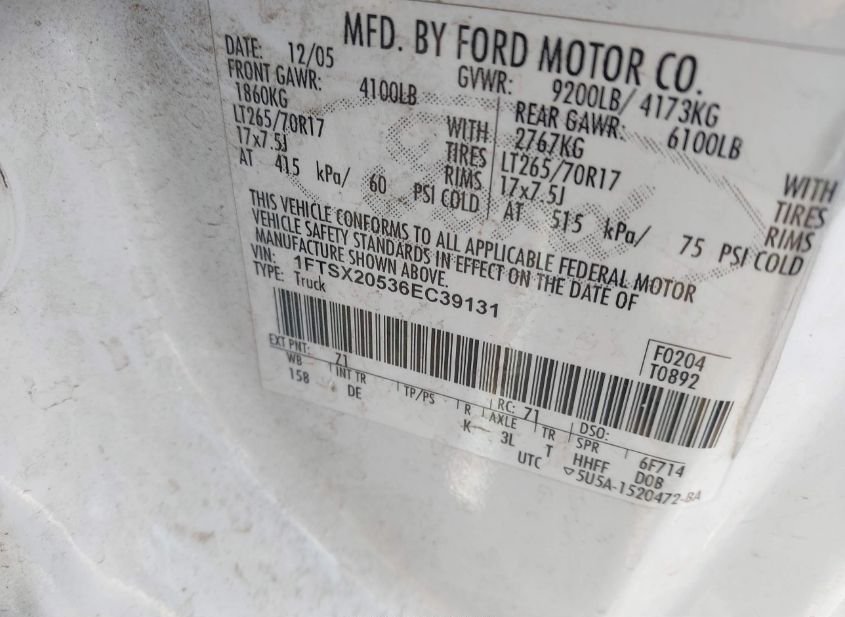 MFD. BY FORD MOTOR CO.
DATE: 12/05 GVWR: 9200LB/ 4173KG
FRONT GAWR: 4100LB REAR GAWR: 6100LB
1860KG WITH 2767KG WITH
LT265/70R17 TIRES LT265/70R17 TIRES
17x7.5J RIMS 17x7.5J RIMS
AT 415 kPa/ 60 PSI COLD AT 515 kPa/ 75 PSI COLD
THIS VEHICLE CONFORMS TO ALL APPLICABLE FEDERAL MOTOR
VEHICLE SAFETY STANDARDS IN EFFECT ON THE DATE OF
MANUFACTURE SHOWN ABOVE.
VIN: 1FTSX20536EC39131
TYPE: Truck
F0204
T0892
EXT PNT: 71 RC: 71 DSO:
WB INT TR TP/PS R AXLE TR SPR 6F714
158 DE K 3L T HHFF D0B
UTC ▽5U5A-1520472-BA